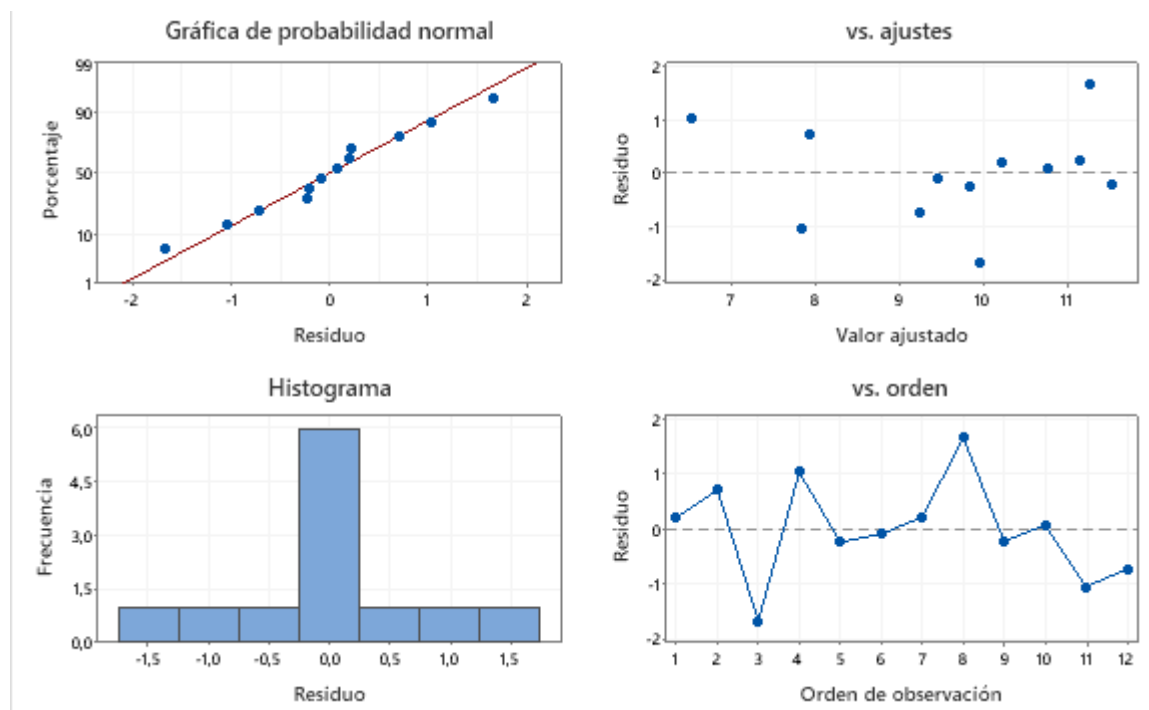 Gráfica de probabilidad normal
99
90
50
10
1
Porcentaje
-2 -1 0 1 2
Residuo
vs. ajustes
2
1
0
-1
-2
Residuo
7 8 9 10 11
Valor ajustado
Histograma
6,0
4,5
3,0
1,5
0,0
Frecuencia
-1,5 -1,0 -0,5 0,0 0,5 1,0 1,5
Residuo
vs. orden
2
1
0
-1
-2
Residuo
1 2 3 4 5 6 7 8 9 10 11 12
Orden de observación